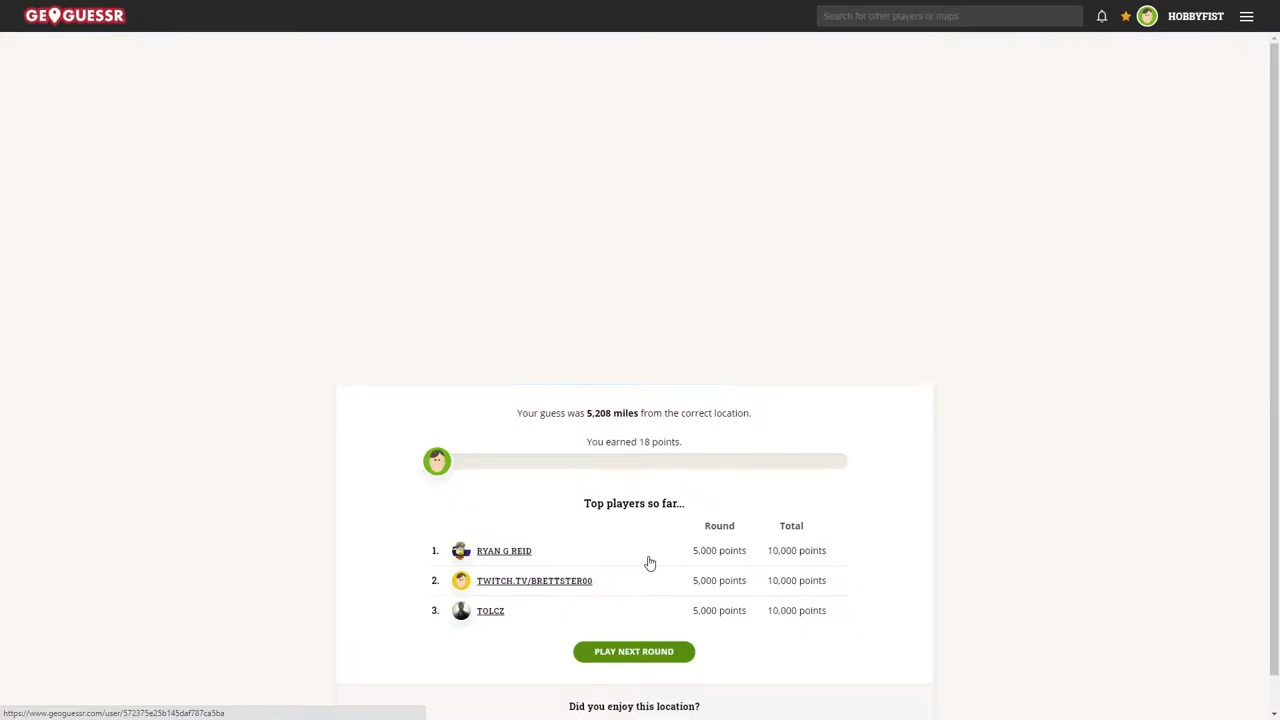 GEOGUESSR
Search for other players or maps
HOBBYFIST
Your guess was 5,208 miles from the correct location.
You earned 18 points.
Top players so far...
Round Total
1. RYAN G REID 5,000 points 10,000 points
2. TWITCH.TV/BRETTSTER00 5,000 points 10,000 points
3. TOLCZ 5,000 points 10,000 points
PLAY NEXT ROUND
Did you enjoy this location?
https://www.geoguessr.com/user/572375e25b145daf787ca5ba